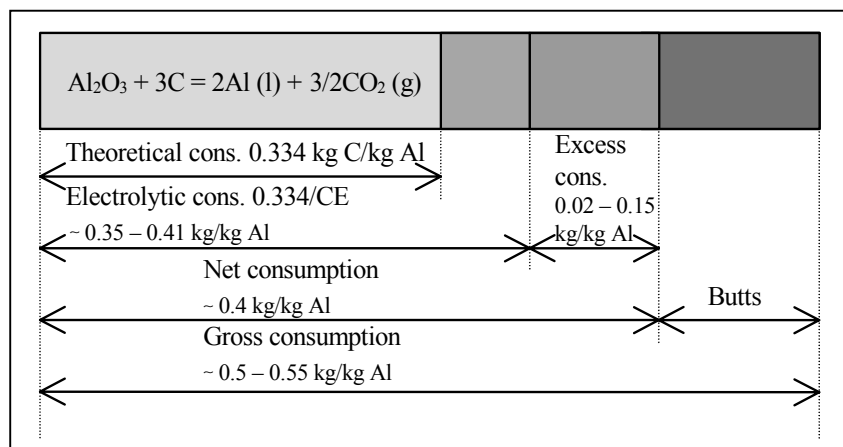 Al₂O₃ + 3C = 2Al (l) + 3/2CO₂ (g)
Theoretical cons. 0.334 kg C/kg Al
Electrolytic cons. 0.334/CE
~ 0.35 – 0.41 kg/kg Al
Excess
cons.
0.02 – 0.15
kg/kg Al
Net consumption
~ 0.4 kg/kg Al
Butts
Gross consumption
~ 0.5 – 0.55 kg/kg Al